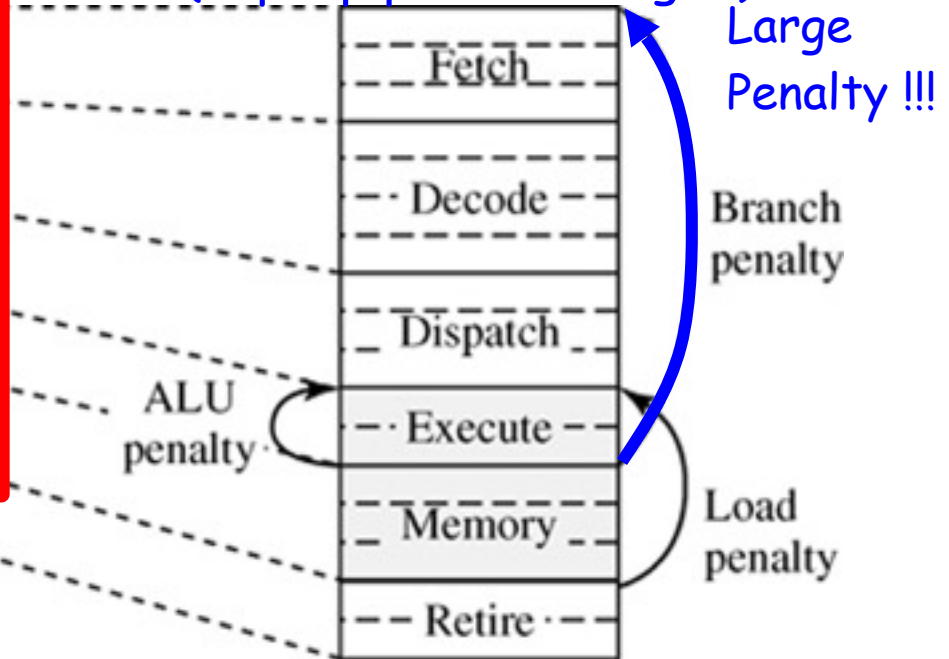 Large
Penalty !!!
Fetch
Decode
Branch
penalty
Dispatch
ALU
penalty
Execute
Memory
Load
penalty
Retire